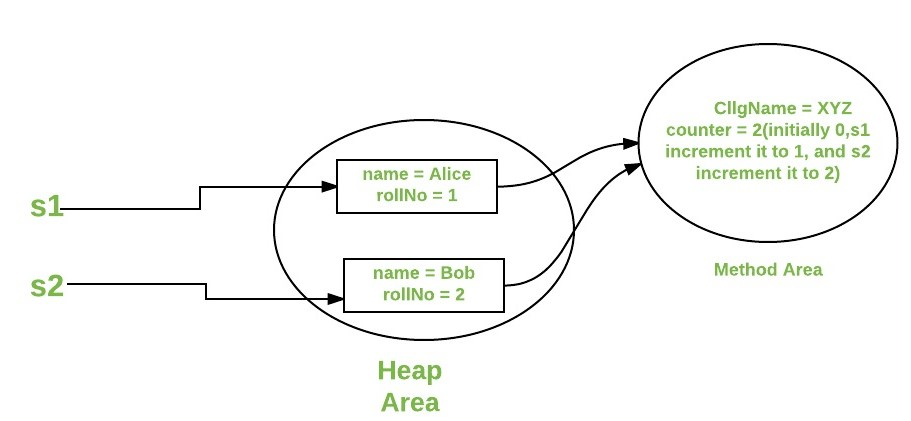 s1
s2
name = Alice
rollNo = 1
name = Bob
rollNo = 2
Heap
Area
CllgName = XYZ
counter = 2(initially 0,s1
increment it to 1, and s2
increment it to 2)
Method Area